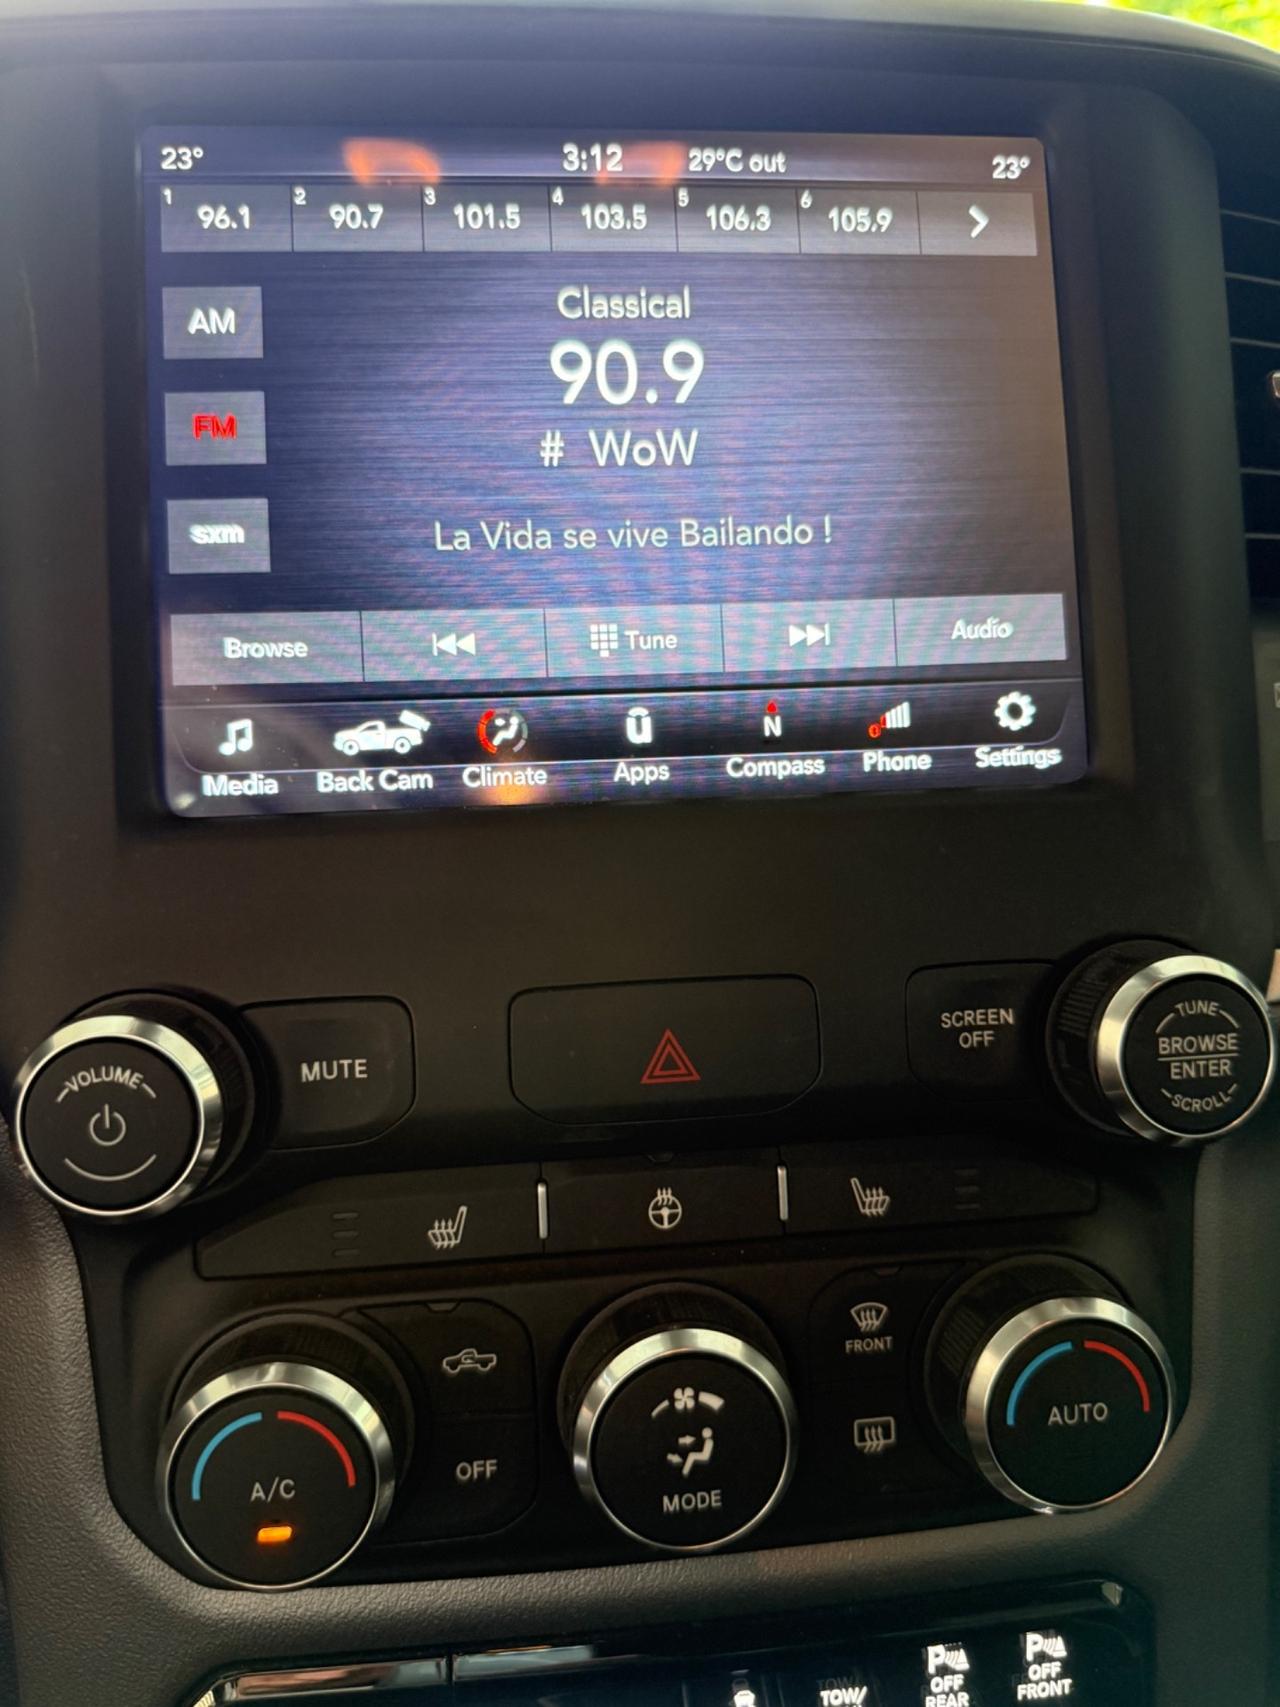 23° 3:12 29°C out 23°
1 96.1 2 90.7 3 101.5 4 103.5 5 106.3 6 105.9
AM
Classical
90.9
FM
# WoW
sxm
La Vida se vive Bailando !
Browse Tune Audio
N
Media Back Cam Climate Apps Compass Phone Settings
VOLUME
MUTE
SCREEN
OFF
TUNE
BROWSE
ENTER
SCROLL
FRONT
A/C
OFF
MODE
AUTO
TOW/
P
OFF
REAR
P
OFF
FRONT